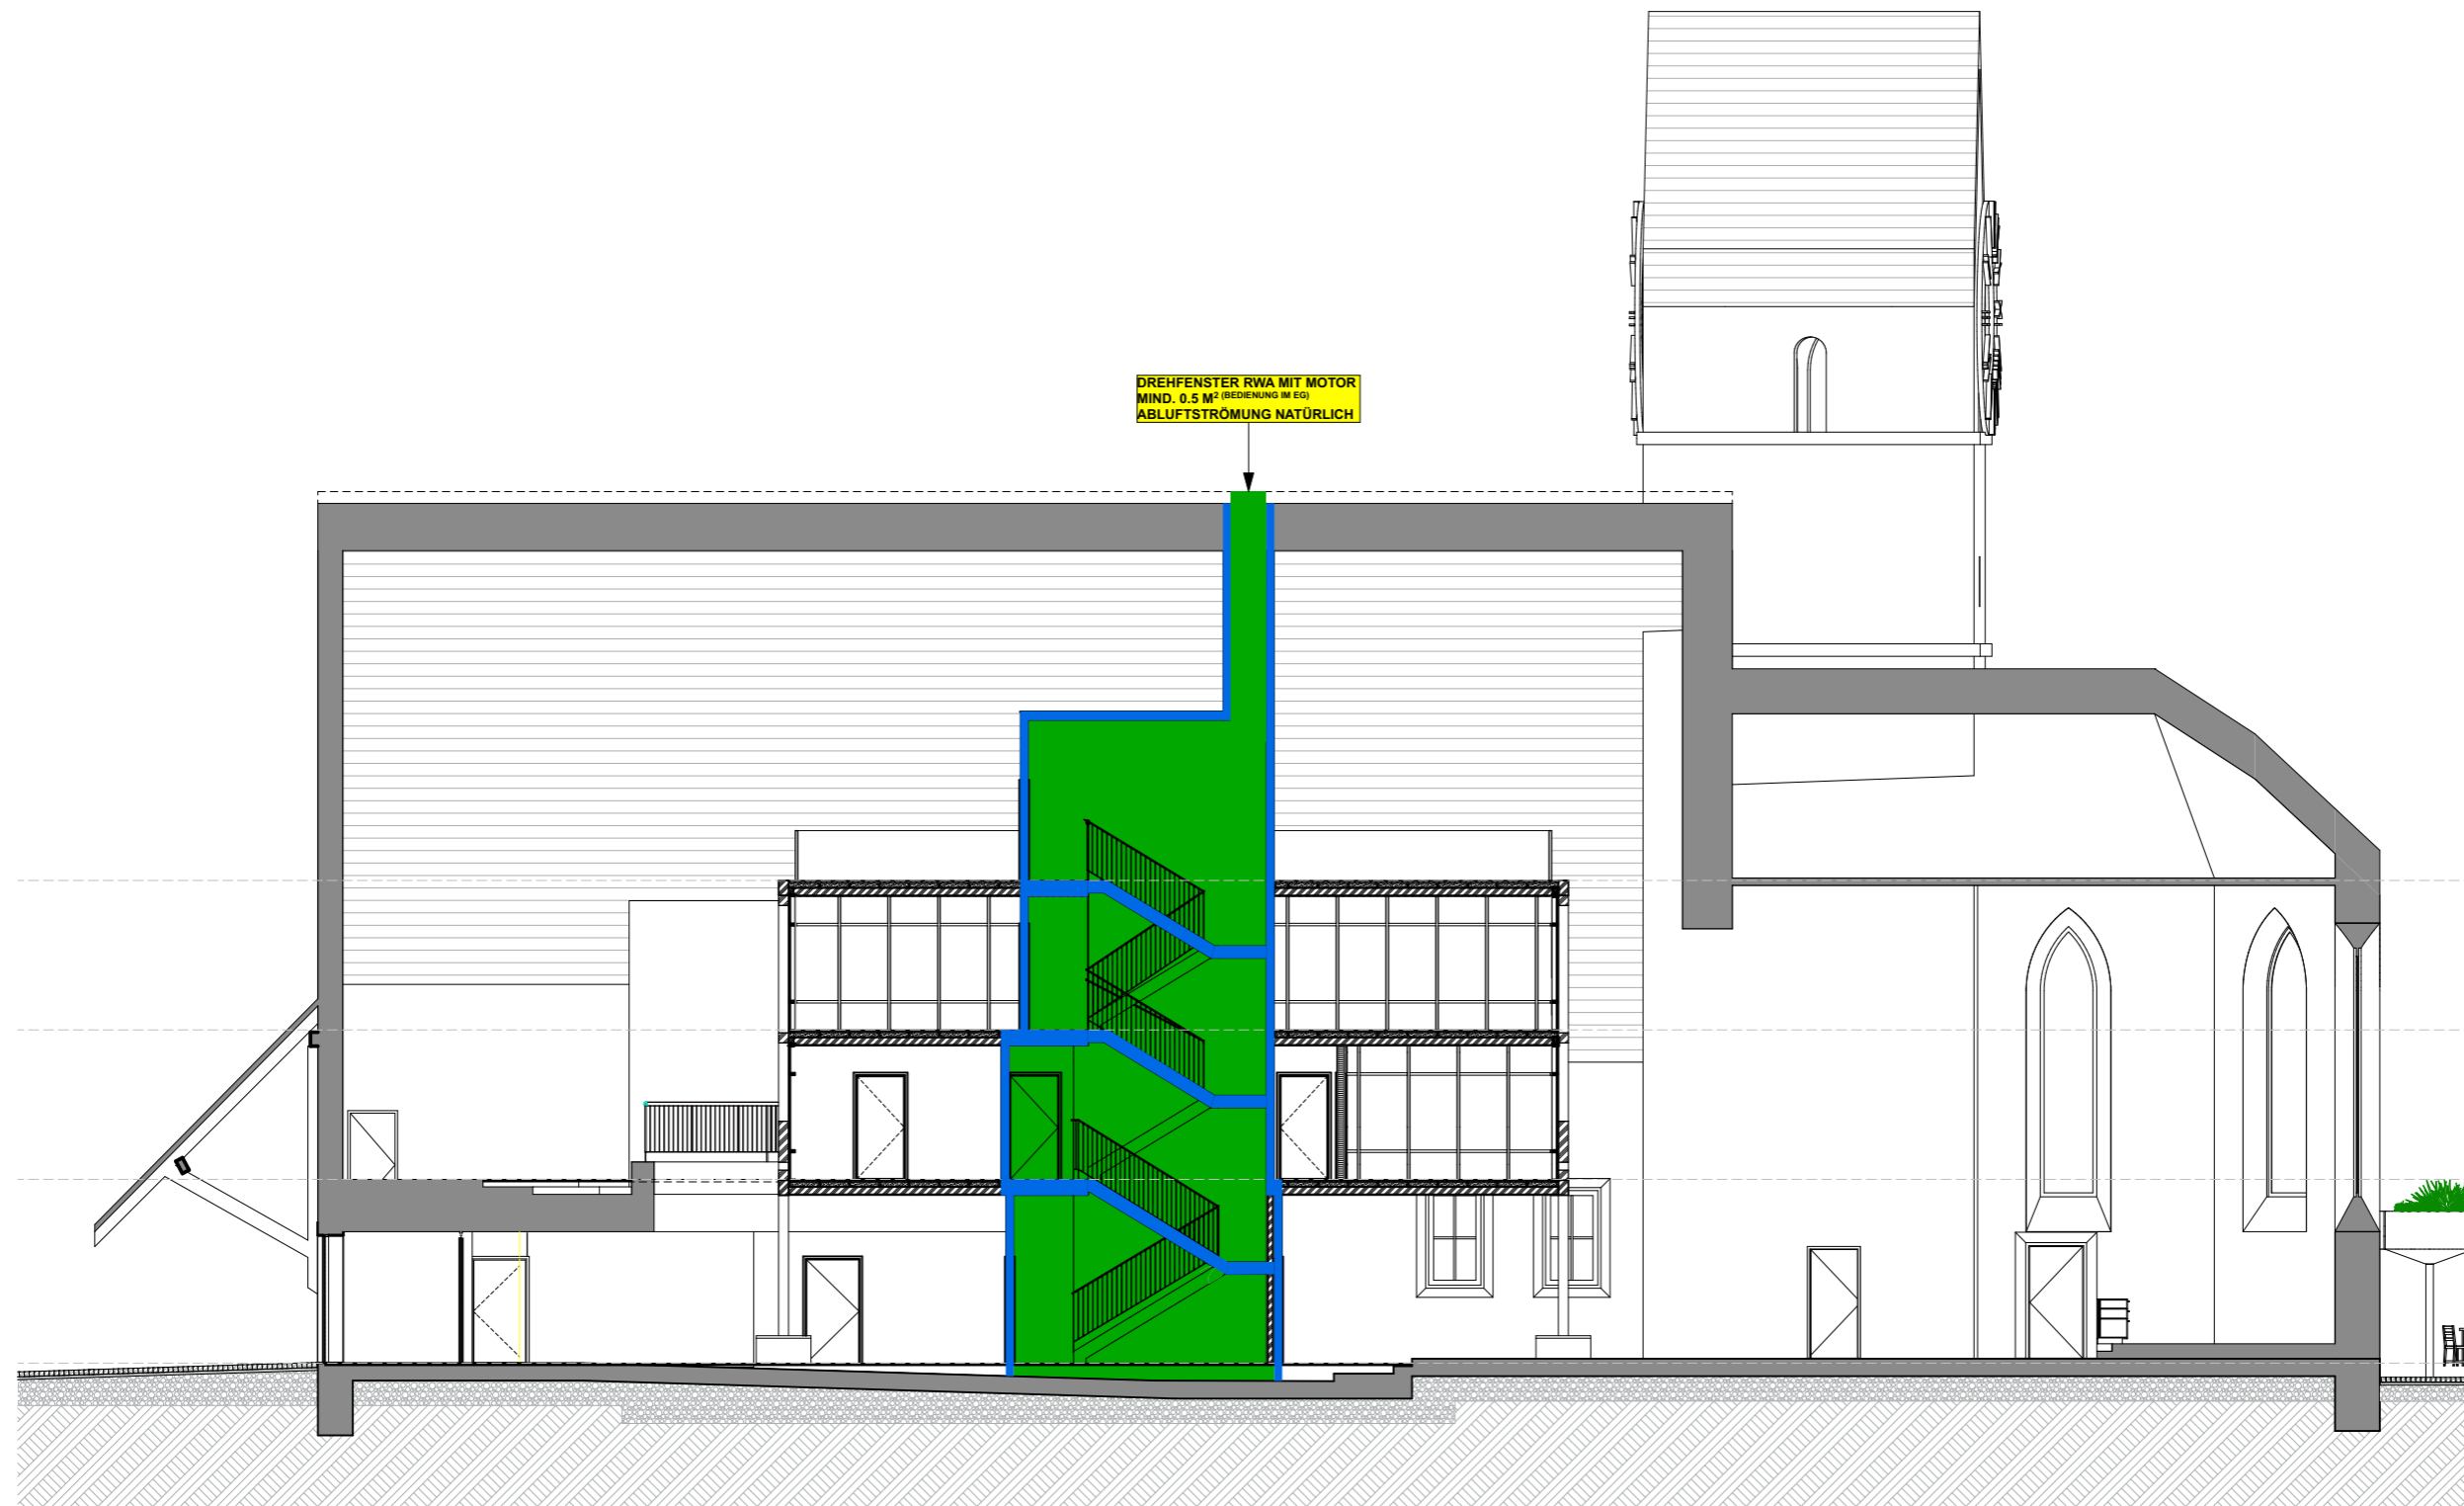 DREHFENSTER RWA MIT MOTOR
MIND. 0.5 M² (BEDIENUNG IM EG)
ABLUFTSTRÖMUNG NATÜRLICH